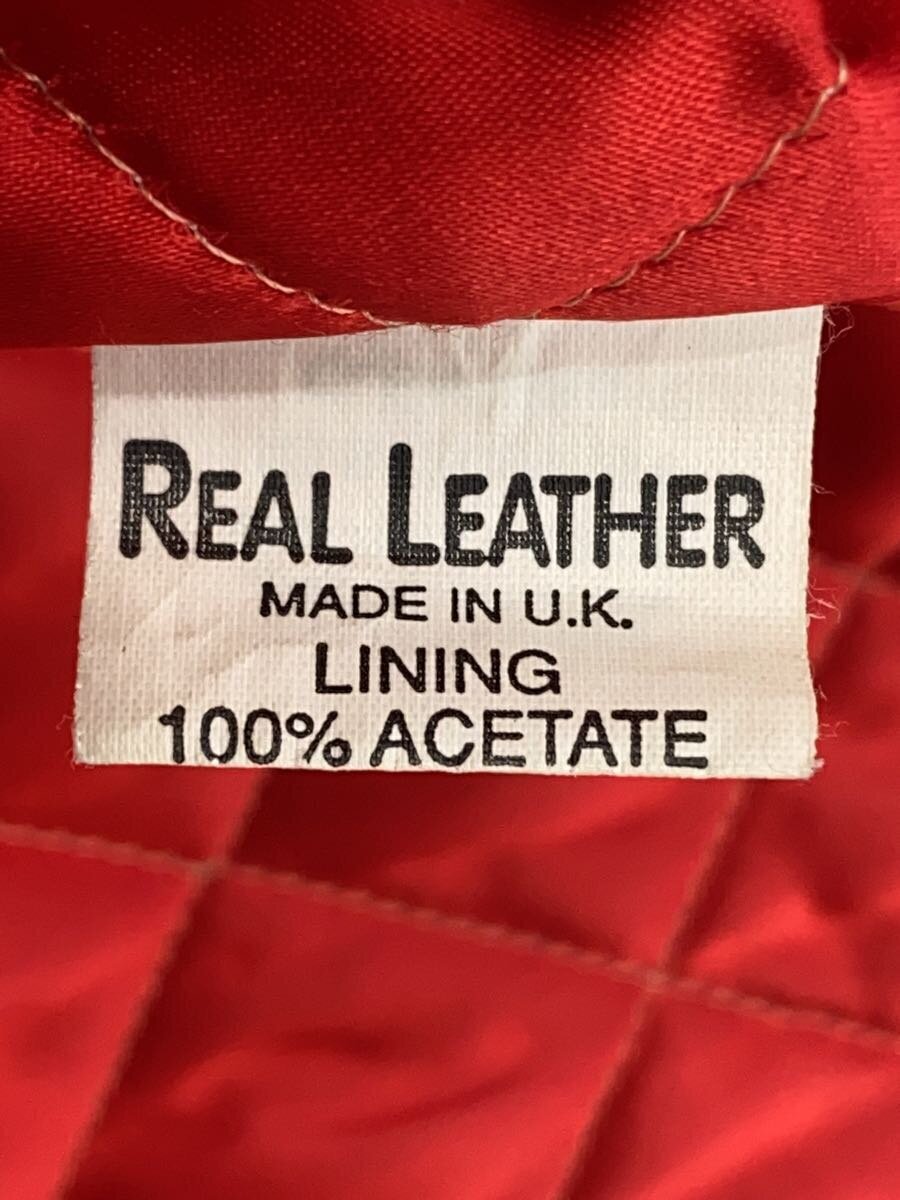 REAL LEATHER
MADE IN U.K.
LINING
100% ACETATE